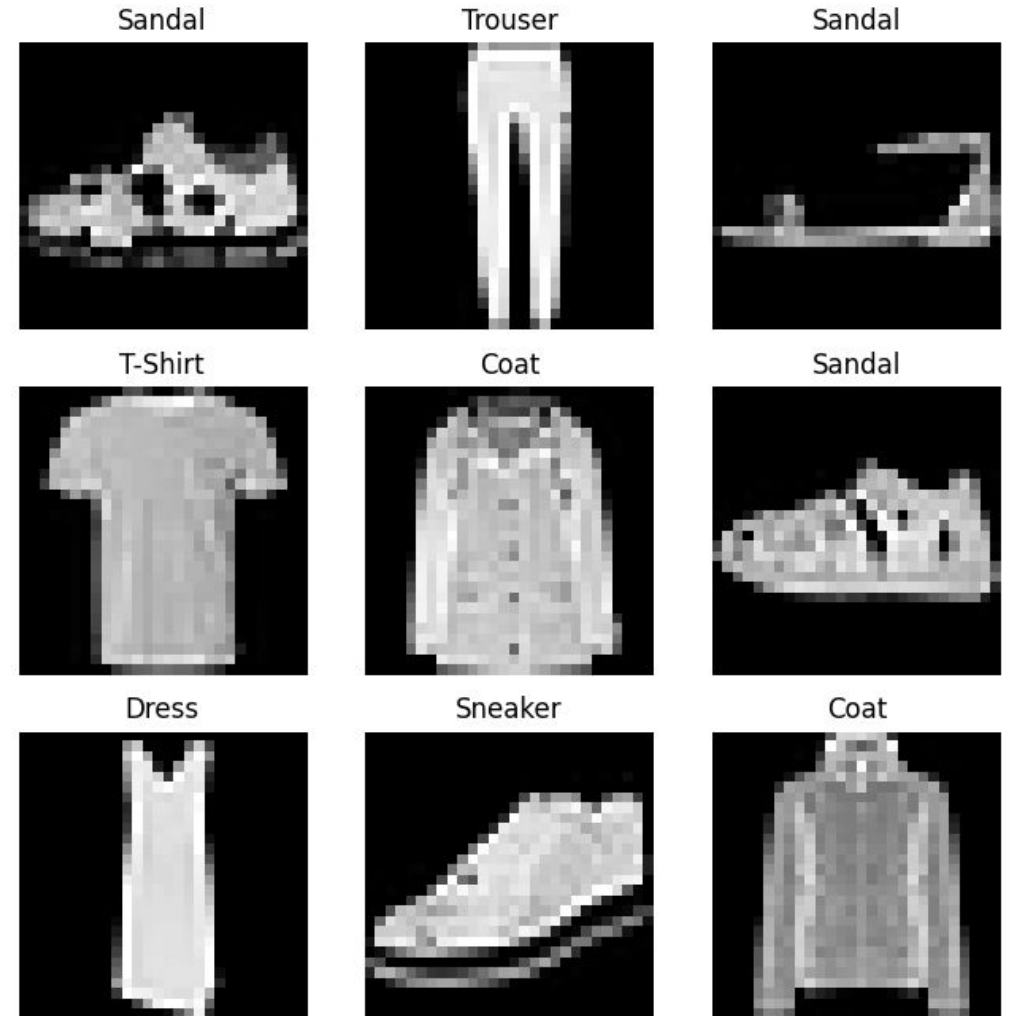 Sandal
Trouser
Sandal
T-Shirt
Coat
Sandal
Dress
Sneaker
Coat